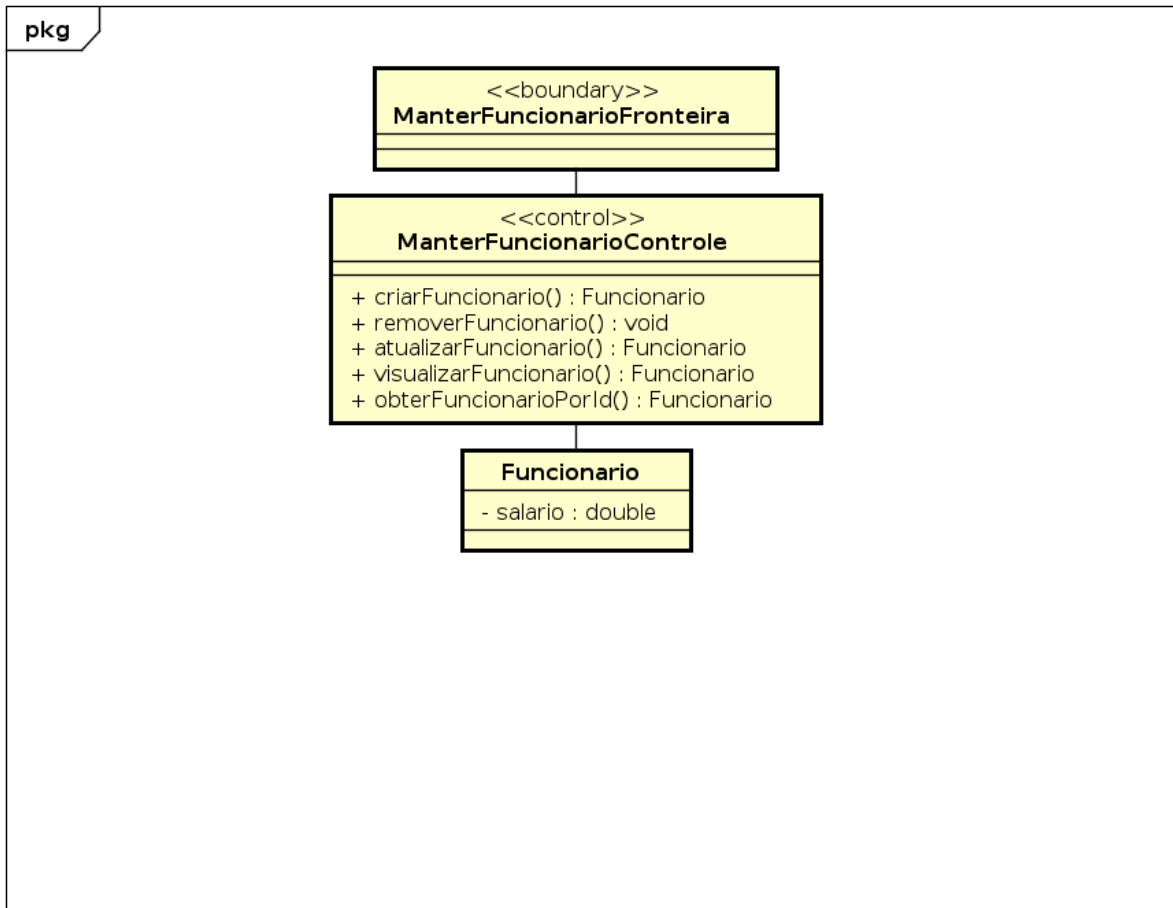 pkg
<<boundary>>
ManterFuncionarioFronteira
<<control>>
ManterFuncionarioControle
+ criarFuncionario() : Funcionario
+ removerFuncionario() : void
+ atualizarFuncionario() : Funcionario
+ visualizarFuncionario() : Funcionario
+ obterFuncionarioPorId() : Funcionario
Funcionario
- salario : double